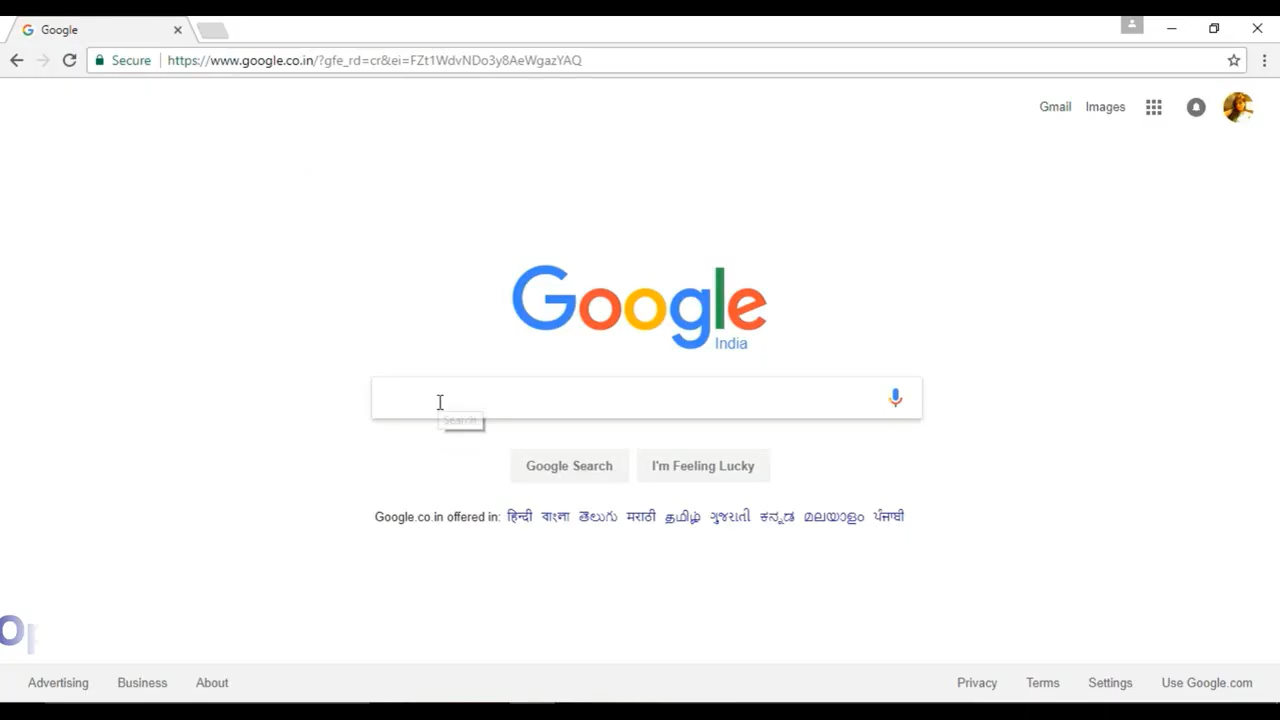 Google
Secure https://www.google.co.in/?gfe_rd=cr&ei=FZt1WdvNDo3y8AeWgazYAQ
Gmail Images
Google
India
Search
Google Search I'm Feeling Lucky
Google.co.in offered in: हिन्दी বাংলা తెలుగు मराठी தமிழ் ગુજરાતી ಕನ್ನಡ മലയാളം ਪੰਜਾਬੀ
Op
Advertising Business About Privacy Terms Settings Use Google.com